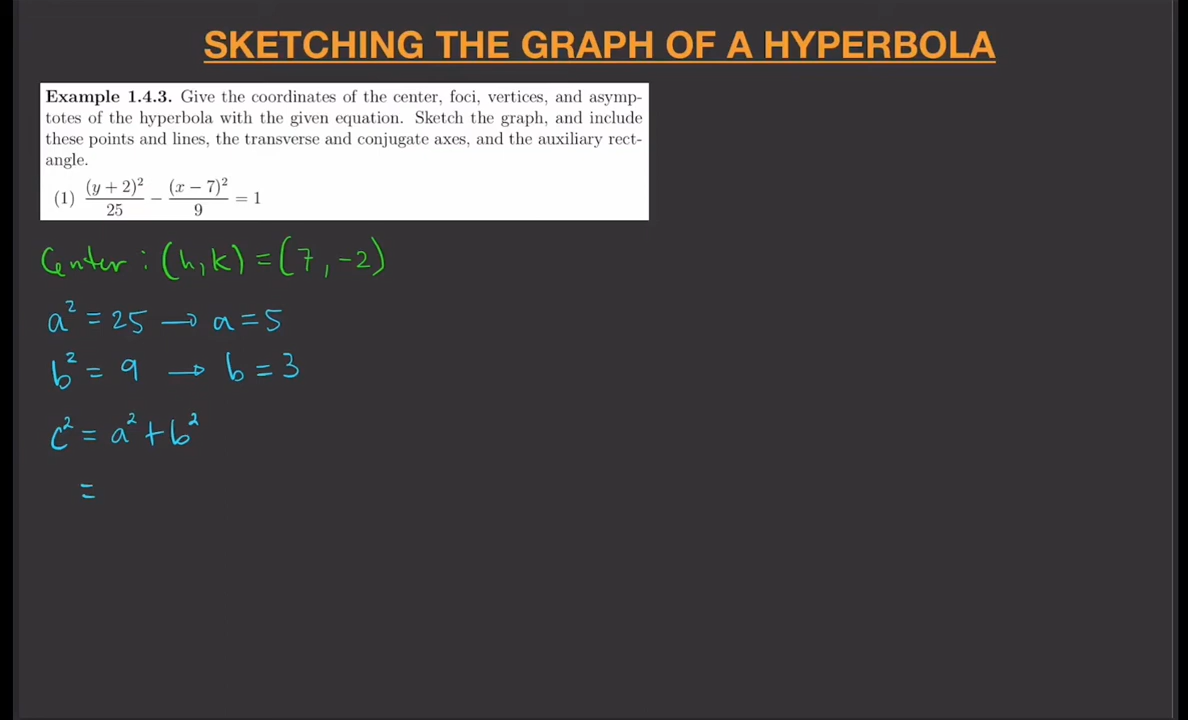 SKETCHING THE GRAPH OF A HYPERBOLA
Example 1.4.3. Give the coordinates of the center, foci, vertices, and asymp-
totes of the hyperbola with the given equation. Sketch the graph, and include
these points and lines, the transverse and conjugate axes, and the auxiliary rect-
angle.
(1) (y + 2)²/25 − (x − 7)²/9 = 1
Center : (h,k) = (7, -2)
a² = 25 → a = 5
b² = 9 → b = 3
c² = a² + b²
=